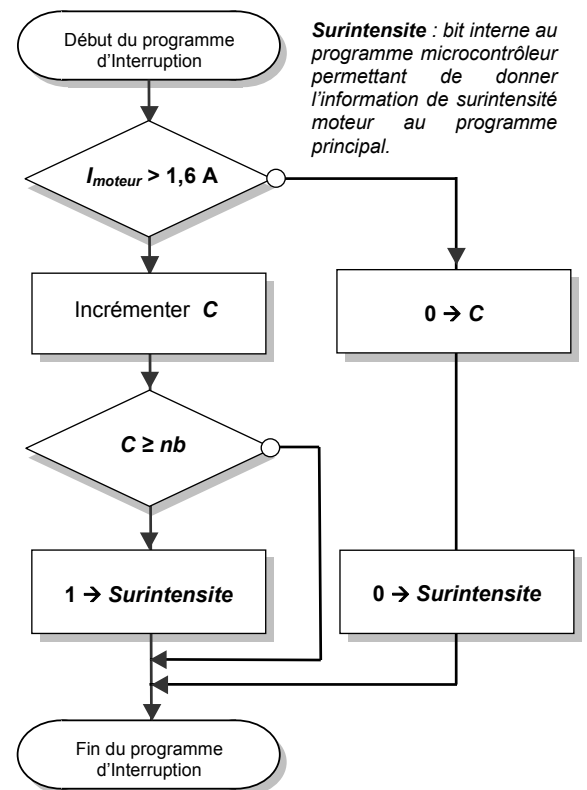 Début du programme
d'Interruption
Surintensite : bit interne au
programme microcontrôleur
permettant de donner
l'information de surintensité
moteur au programme
principal.
Imoteur > 1,6 A
Incrémenter C
0 → C
C ≥ nb
1 → Surintensite
0 → Surintensite
Fin du programme
d'Interruption